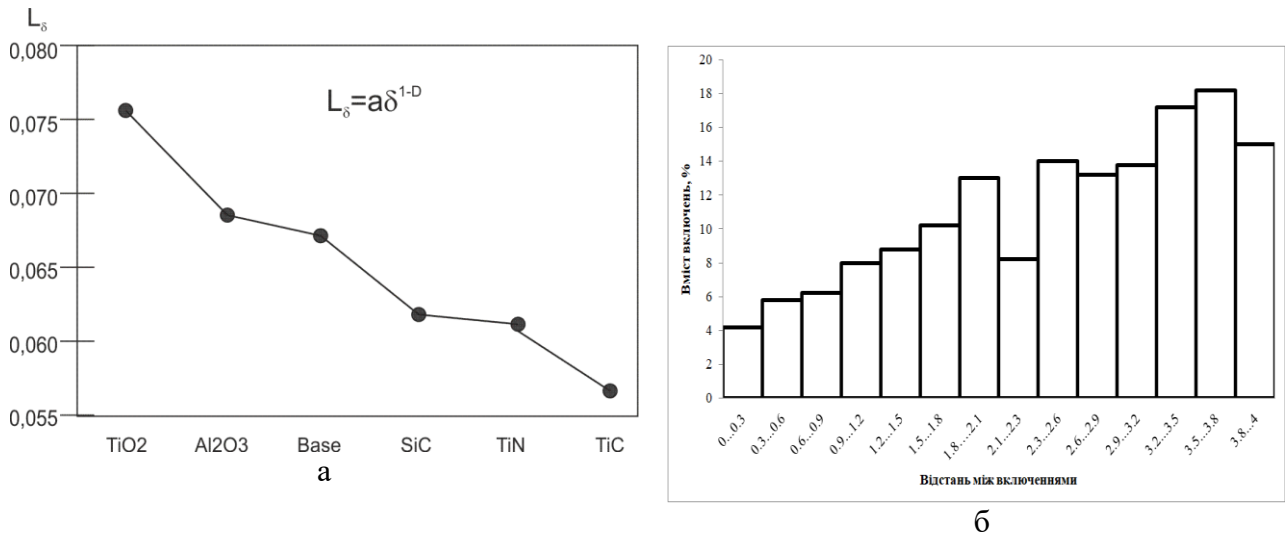 L_δ
0,080
0,075
0,070
0,065
0,060
0,055
L_δ=aδ^{1-D}
TiO2 Al2O3 Base SiC TiN TiC
а
20
18
16
14
12
10
8
6
4
2
0
Вміст включень, %
0...0.3 0.3...0.6 0.6...0.9 0.9...1.2 1.2...1.5 1.5...1.8 1.8....2.1 2.1...2.3 2.3...2.6 2.6...2.9 2.9...3.2 3.2...3.5 3.5...3.8 3.8...4
Відстань між включеннями
б